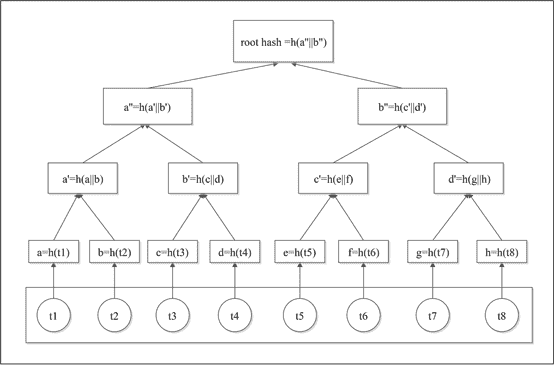 root hash =h(a"||b")
a"=h(a'||b')
b"=h(c'||d')
a'=h(a||b)
b'=h(c||d)
c'=h(e||f)
d'=h(g||h)
a=h(t1)
b=h(t2)
c=h(t3)
d=h(t4)
e=h(t5)
f=h(t6)
g=h(t7)
h=h(t8)
t1
t2
t3
t4
t5
t6
t7
t8